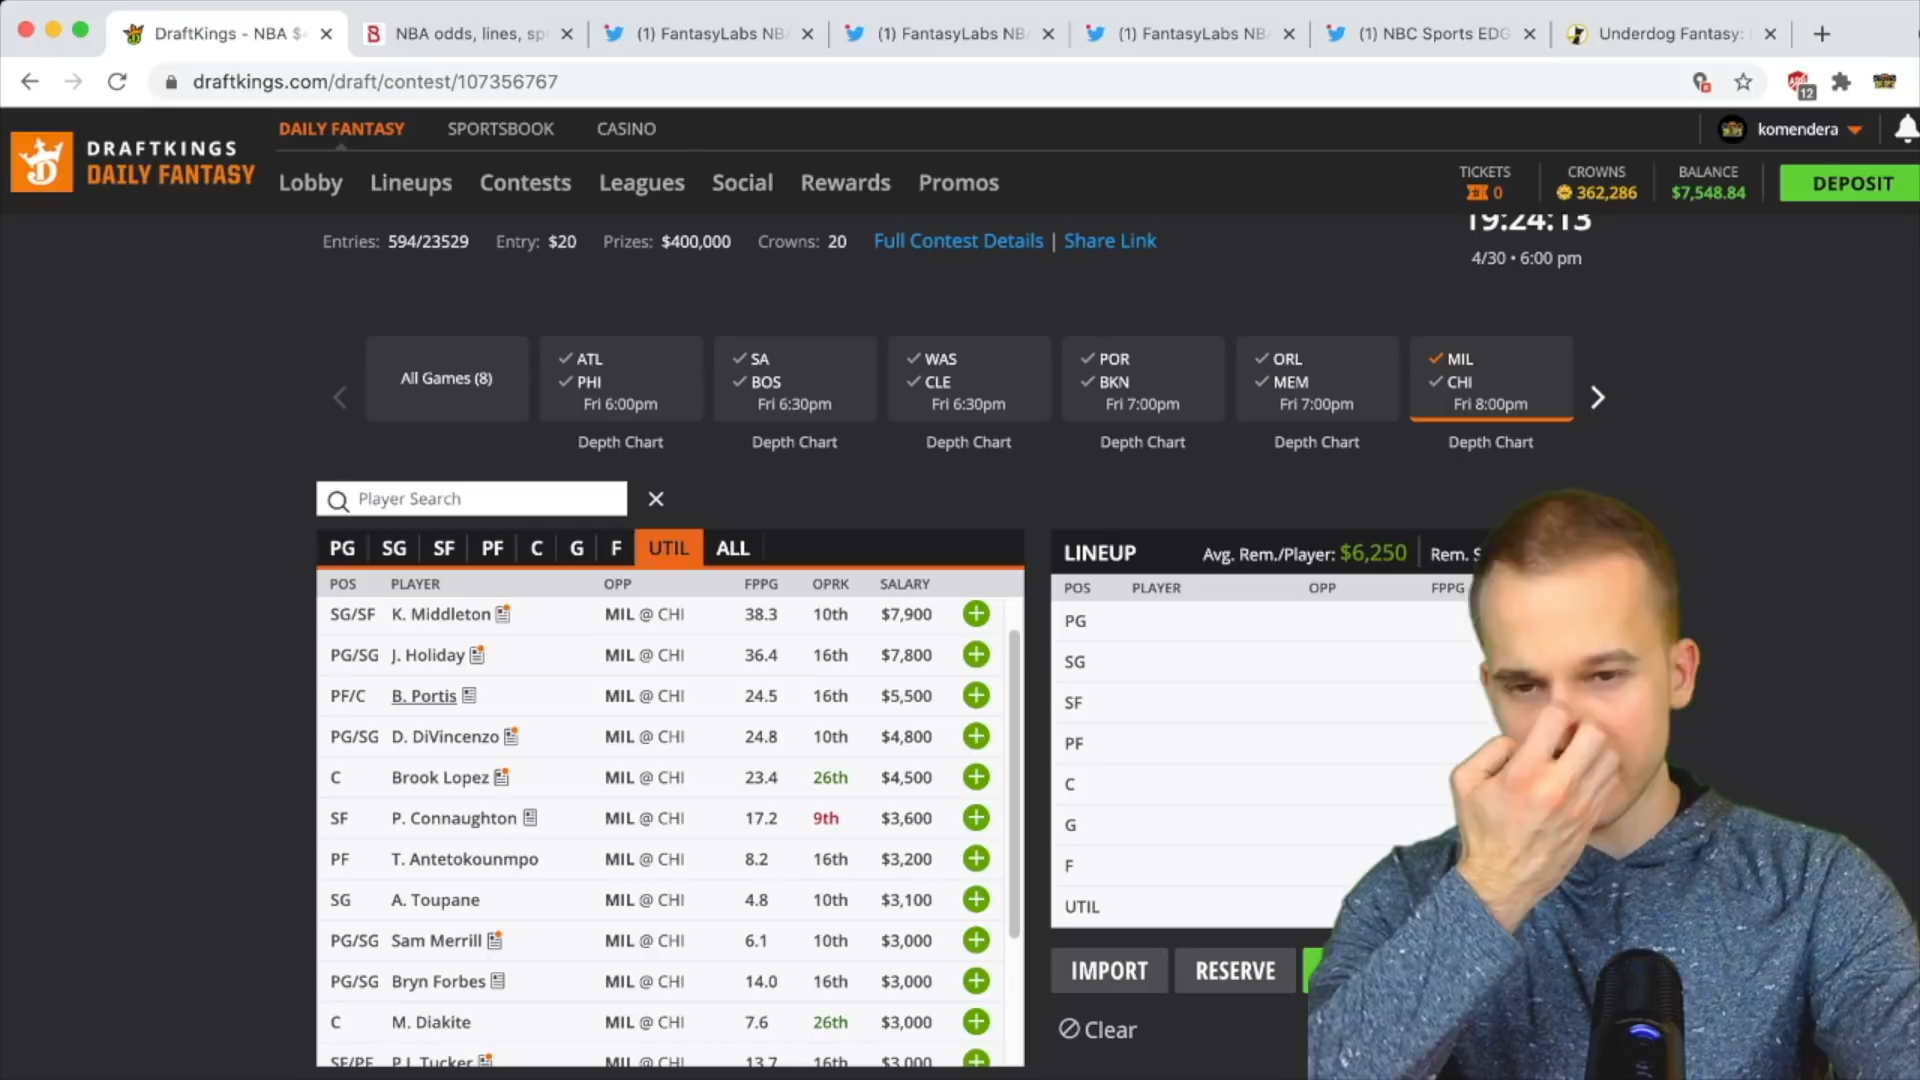 DraftKings - NBA $4
NBA odds, lines, sp
(1) FantasyLabs NB
(1) FantasyLabs NB
(1) FantasyLabs NB
(1) NBC Sports EDG
Underdog Fantasy:
draftkings.com/draft/contest/107356767
12
DRAFTKINGS
DAILY FANTASY
DAILY FANTASY SPORTSBOOK CASINO
komendera
Lobby Lineups Contests Leagues Social Rewards Promos
TICKETS 0
CROWNS 362,286
BALANCE $7,548.84
DEPOSIT
Entries: 594/23529 Entry: $20 Prizes: $400,000 Crowns: 20 Full Contest Details | Share Link
19:24:13
4/30 • 6:00 pm
All Games (8)
ATL
PHI
Fri 6:00pm
Depth Chart
SA
BOS
Fri 6:30pm
Depth Chart
WAS
CLE
Fri 6:30pm
Depth Chart
POR
BKN
Fri 7:00pm
Depth Chart
ORL
MEM
Fri 7:00pm
Depth Chart
MIL
CHI
Fri 8:00pm
Depth Chart
Player Search
PG SG SF PF C G F UTIL ALL
POS PLAYER OPP FPPG OPRK SALARY
SG/SF K. Middleton MIL @ CHI 38.3 10th $7,900
PG/SG J. Holiday MIL @ CHI 36.4 16th $7,800
PF/C B. Portis MIL @ CHI 24.5 16th $5,500
PG/SG D. DiVincenzo MIL @ CHI 24.8 10th $4,800
C Brook Lopez MIL @ CHI 23.4 26th $4,500
SF P. Connaughton MIL @ CHI 17.2 9th $3,600
PF T. Antetokounmpo MIL @ CHI 8.2 16th $3,200
SG A. Toupane MIL @ CHI 4.8 10th $3,100
PG/SG Sam Merrill MIL @ CHI 6.1 10th $3,000
PG/SG Bryn Forbes MIL @ CHI 14.0 16th $3,000
C M. Diakite MIL @ CHI 7.6 26th $3,000
SF/PF P.J. Tucker MIL @ CHI 13.7 16th $3,000
LINEUP Avg. Rem./Player: $6,250 Rem. S
POS PLAYER OPP FPPG
PG
SG
SF
PF
C
G
F
UTIL
IMPORT RESERVE
Clear